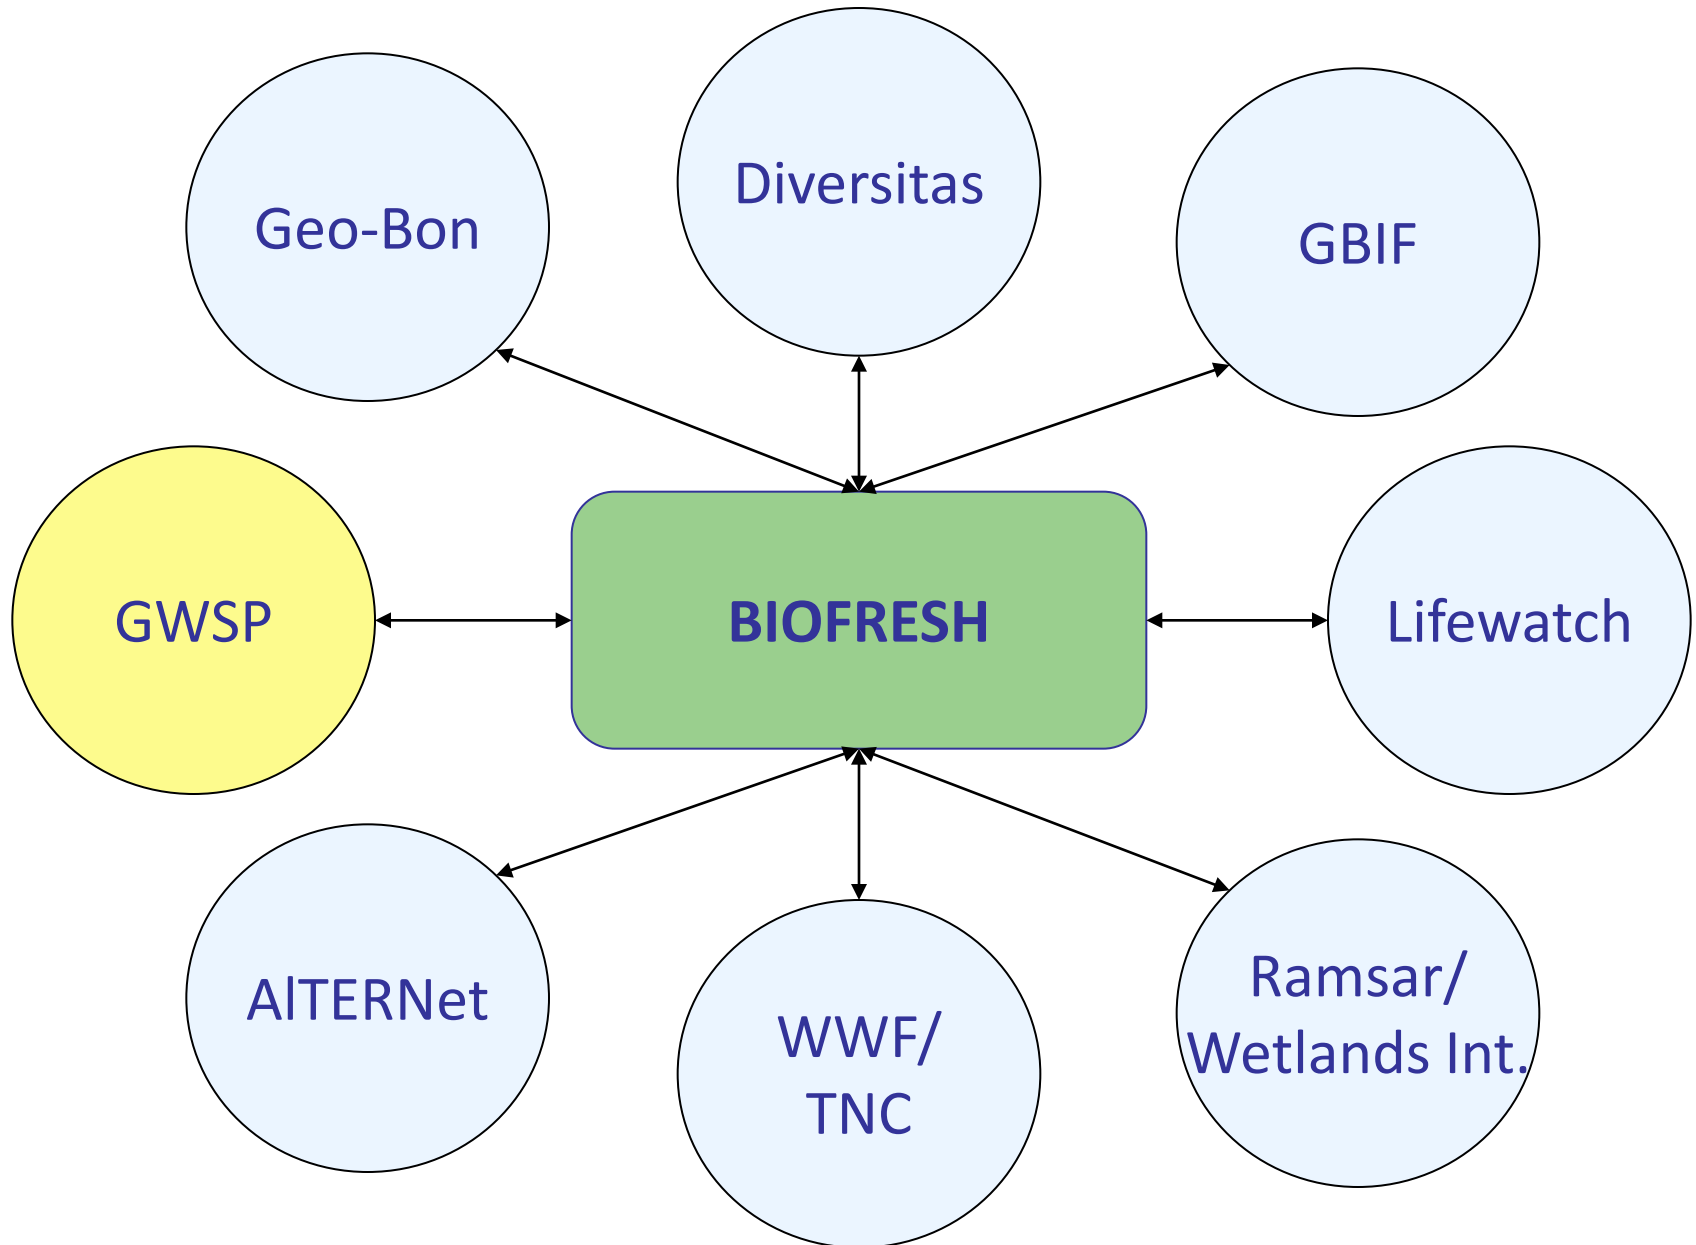 Diversitas
Geo-Bon
GBIF
GWSP
BIOFRESH
Lifewatch
AlTERNet
WWF/
TNC
Ramsar/
Wetlands Int.